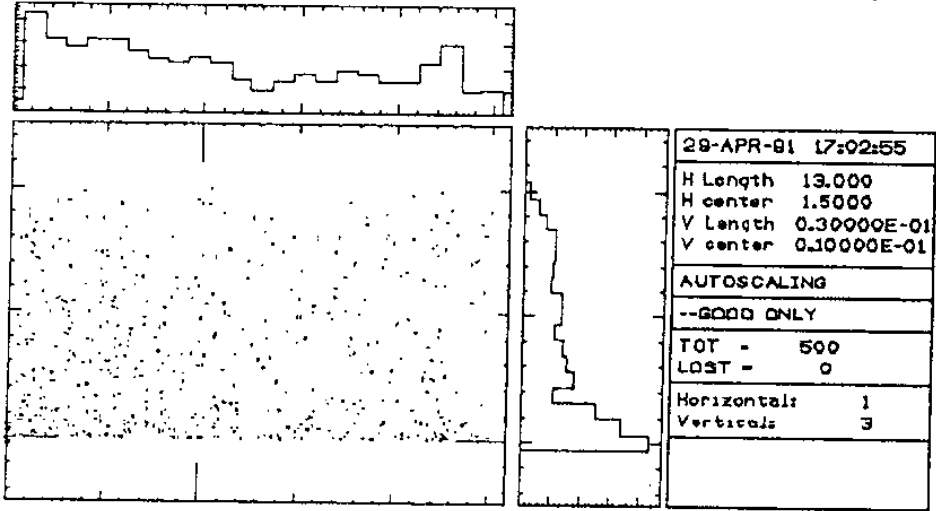 29-APR-91 17:02:55
H Length 13.000
H center 1.5000
V Length 0.30000E-01
V center 0.10000E-01
AUTOSCALING
--GOOD ONLY
TOT = 500
LOST = 0
Horizontal: 1
Vertical: 3